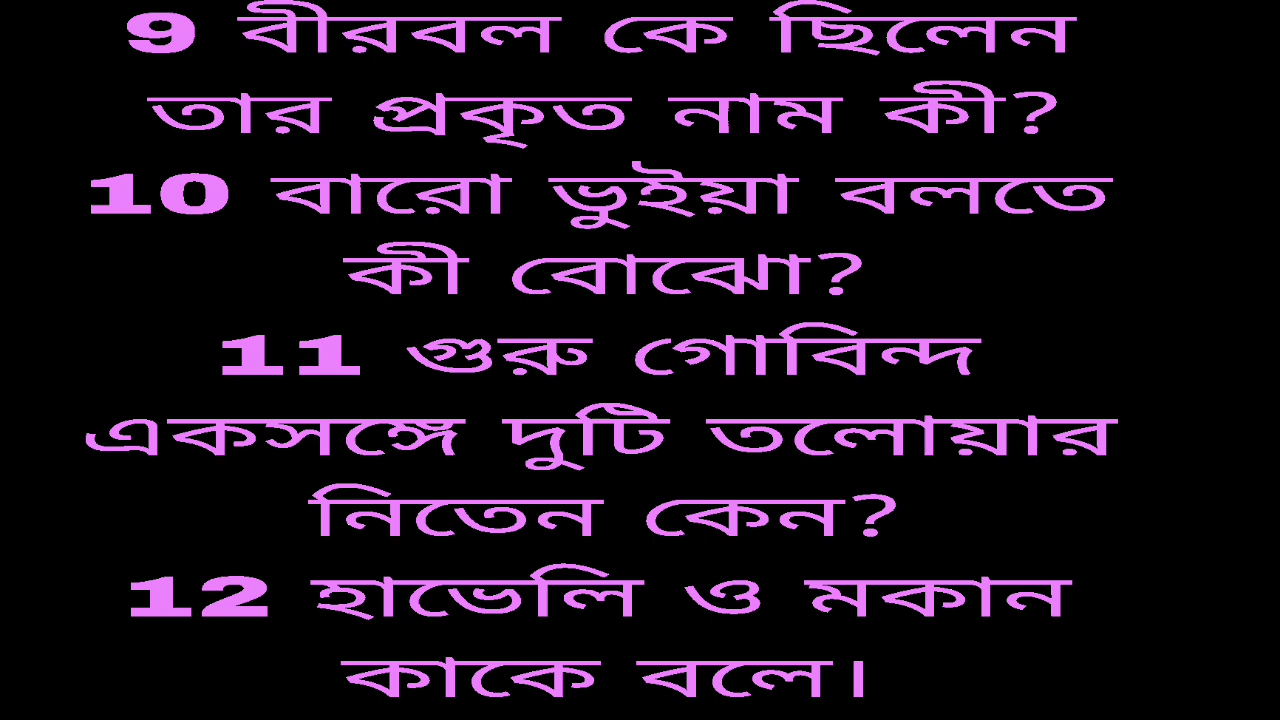 9 বীরবল কে ছিলেন
তার প্রকৃত নাম কী?
10 বারো ভুইয়া বলতে
কী বোঝো?
11 গুরু গোবিন্দ
একসঙ্গে দুটি তলোয়ার
নিতেন কেন?
12 হাভেলি ও মকান
কাকে বলে।